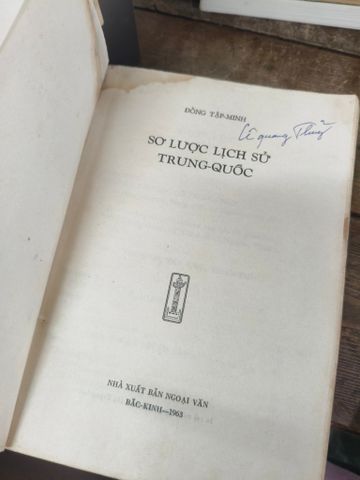 ĐỒNG TẬP-MINH
Lê quang Thưởng
SƠ LƯỢC LỊCH SỬ
TRUNG-QUỐC
NHÀ XUẤT BẢN NGOẠI VĂN
BẮC-KINH—1963